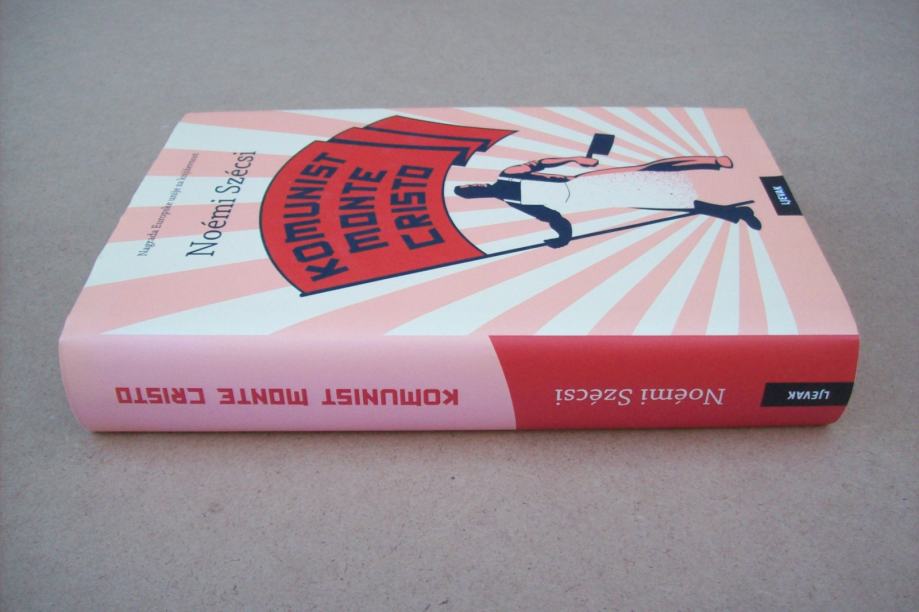 Nagrada Europske unije za književnost
Noémi Szécsi
KOMUNIST
MONTE
CRISTO
LJEVAK
KOMUNIST MONTE CRISTO
Noémi Szécsi
LJEVAK